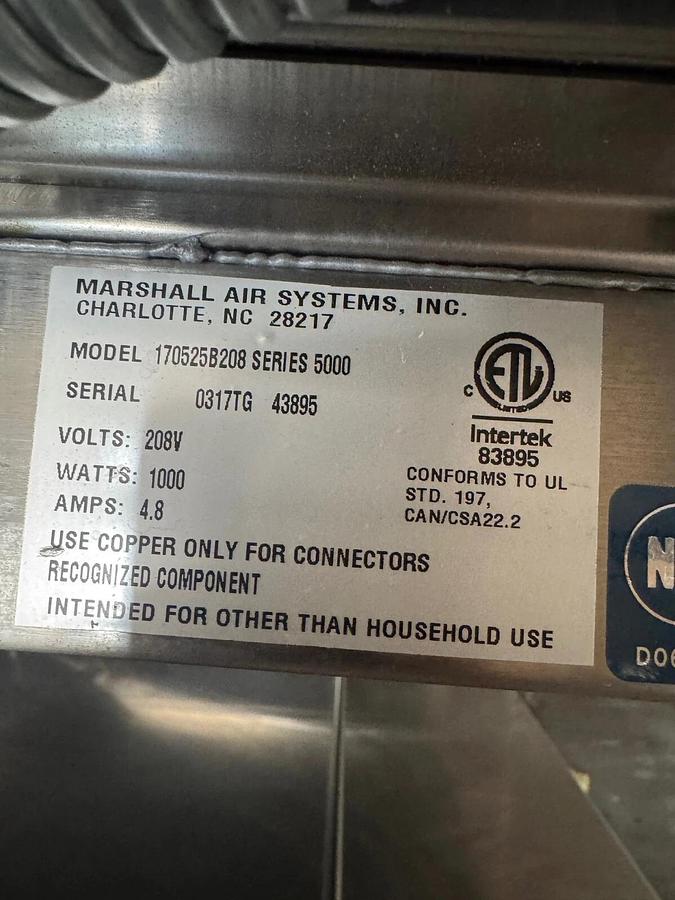 MARSHALL AIR SYSTEMS, INC.
CHARLOTTE, NC 28217
MODEL 170525B208 SERIES 5000
SERIAL 0317TG 43895
VOLTS: 208V
WATTS: 1000
AMPS: 4.8
USE COPPER ONLY FOR CONNECTORS
RECOGNIZED COMPONENT
INTENDED FOR OTHER THAN HOUSEHOLD USE
C ETL US
LISTED
Intertek
83895
CONFORMS TO UL
STD. 197,
CAN/CSA22.2
N